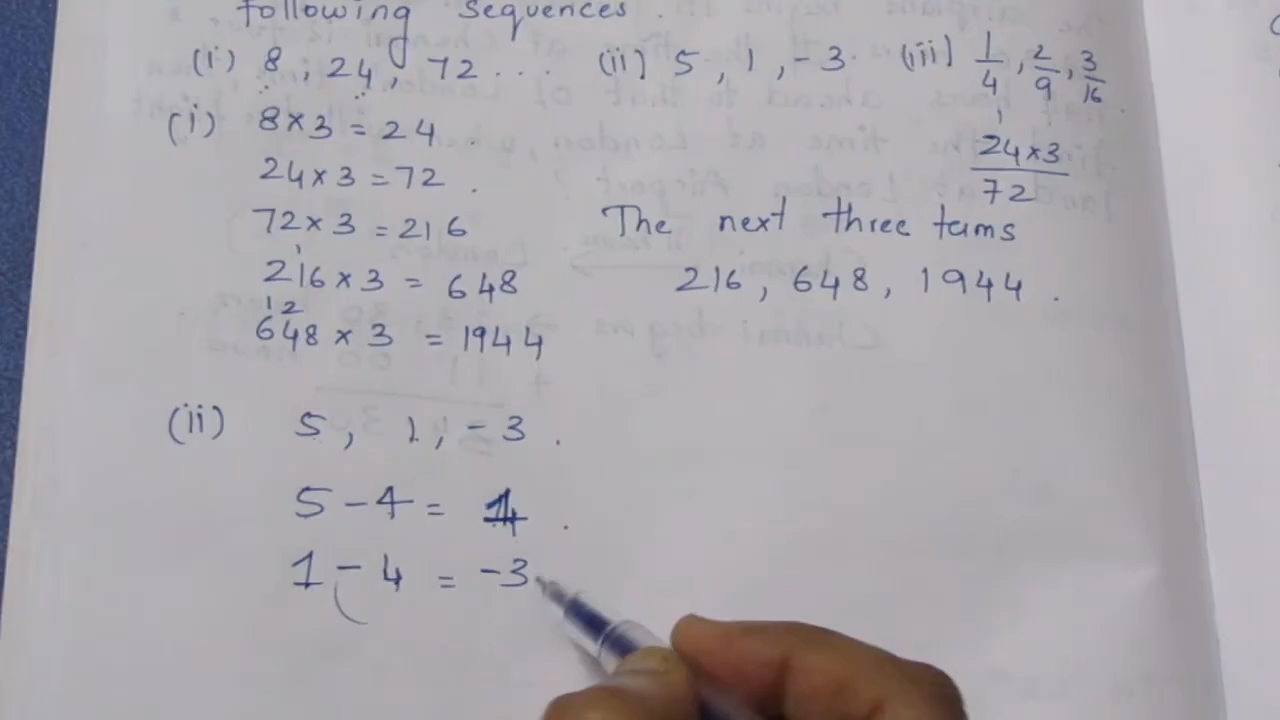 following sequences.
(i) 8, 24, 72 ... (ii) 5, 1, -3. (iii) 1/4, 2/9, 3/16
(i) 8 × 3 = 24
24 × 3 = 72 .
72 × 3 = 216
216 × 3 = 648
648 × 3 = 1944
24 × 3
72
The next three terms
216, 648, 1944 .
(ii) 5, 1, -3 .
5 - 4 = 1 .
1 - 4 = -3